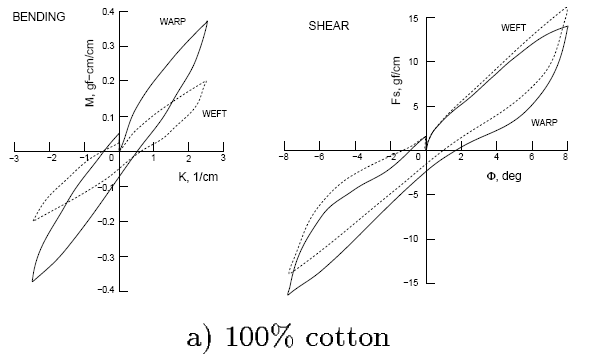 BENDING
0.4
WARP
0.3
M, gf-cm/cm
0.2
WEFT
0.1
-3 -2 -1 0 1 2 3
K, 1/cm
-0.1
-0.2
-0.3
-0.4
SHEAR
15
WEFT
Fs, gf/cm
10
5
WARP
-8 -6 -4 -2 0 2 4 6 8
Φ, deg
-5
-10
-15
a) 100% cotton